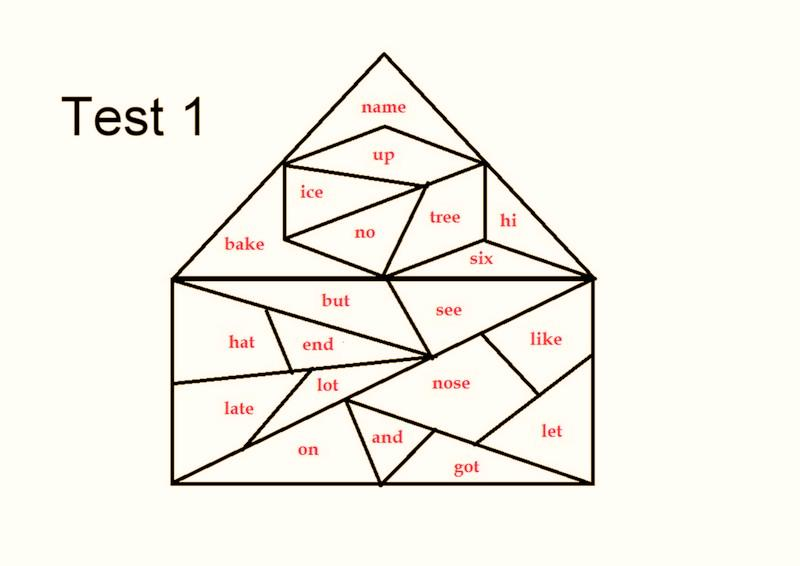 Test 1
name
up
ice
tree
hi
no
bake
six
but
see
hat
end
like
lot
nose
late
and
let
on
got